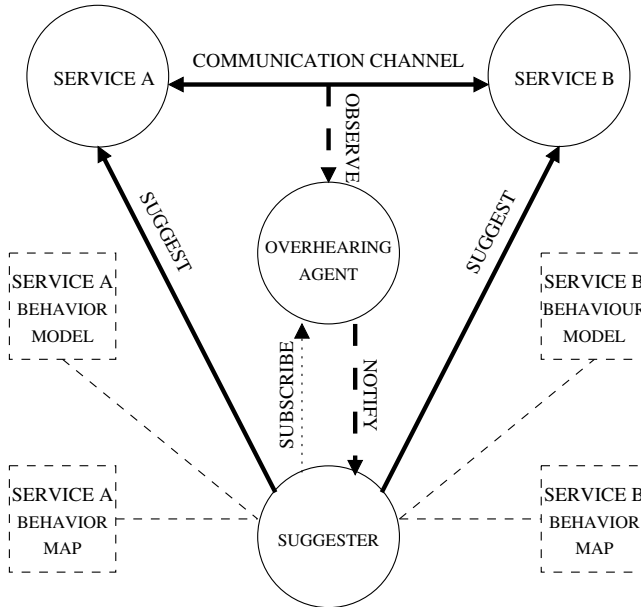 COMMUNICATION CHANNEL
SERVICE A
SERVICE B
OBSERVE
SUGGEST
SUGGEST
OVERHEARING
AGENT
SERVICE A
BEHAVIOR
MODEL
SERVICE B
BEHAVIOUR
MODEL
SUBSCRIBE
NOTIFY
SERVICE A
BEHAVIOR
MAP
SUGGESTER
SERVICE B
BEHAVIOR
MAP